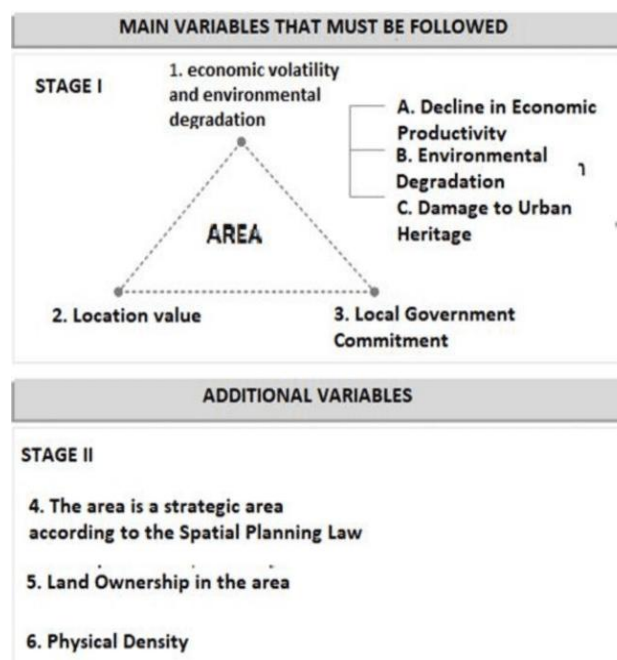 MAIN VARIABLES THAT MUST BE FOLLOWED
STAGE I
1. economic volatility
and environmental
degradation
A. Decline in Economic
Productivity
B. Environmental
Degradation
C. Damage to Urban
Heritage
AREA
2. Location value
3. Local Government
Commitment
ADDITIONAL VARIABLES
STAGE II
4. The area is a strategic area
according to the Spatial Planning Law
5. Land Ownership in the area
6. Physical Density